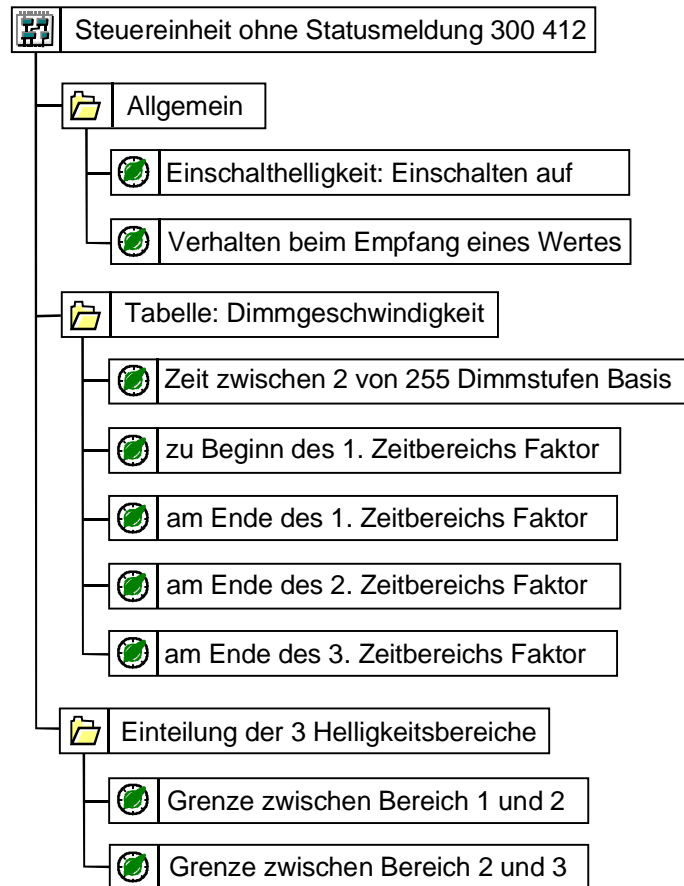 Steuereinheit ohne Statusmeldung 300 412
Allgemein
Einschalthelligkeit: Einschalten auf
Verhalten beim Empfang eines Wertes
Tabelle: Dimmgeschwindigkeit
Zeit zwischen 2 von 255 Dimmstufen Basis
zu Beginn des 1. Zeitbereichs Faktor
am Ende des 1. Zeitbereichs Faktor
am Ende des 2. Zeitbereichs Faktor
am Ende des 3. Zeitbereichs Faktor
Einteilung der 3 Helligkeitsbereiche
Grenze zwischen Bereich 1 und 2
Grenze zwischen Bereich 2 und 3